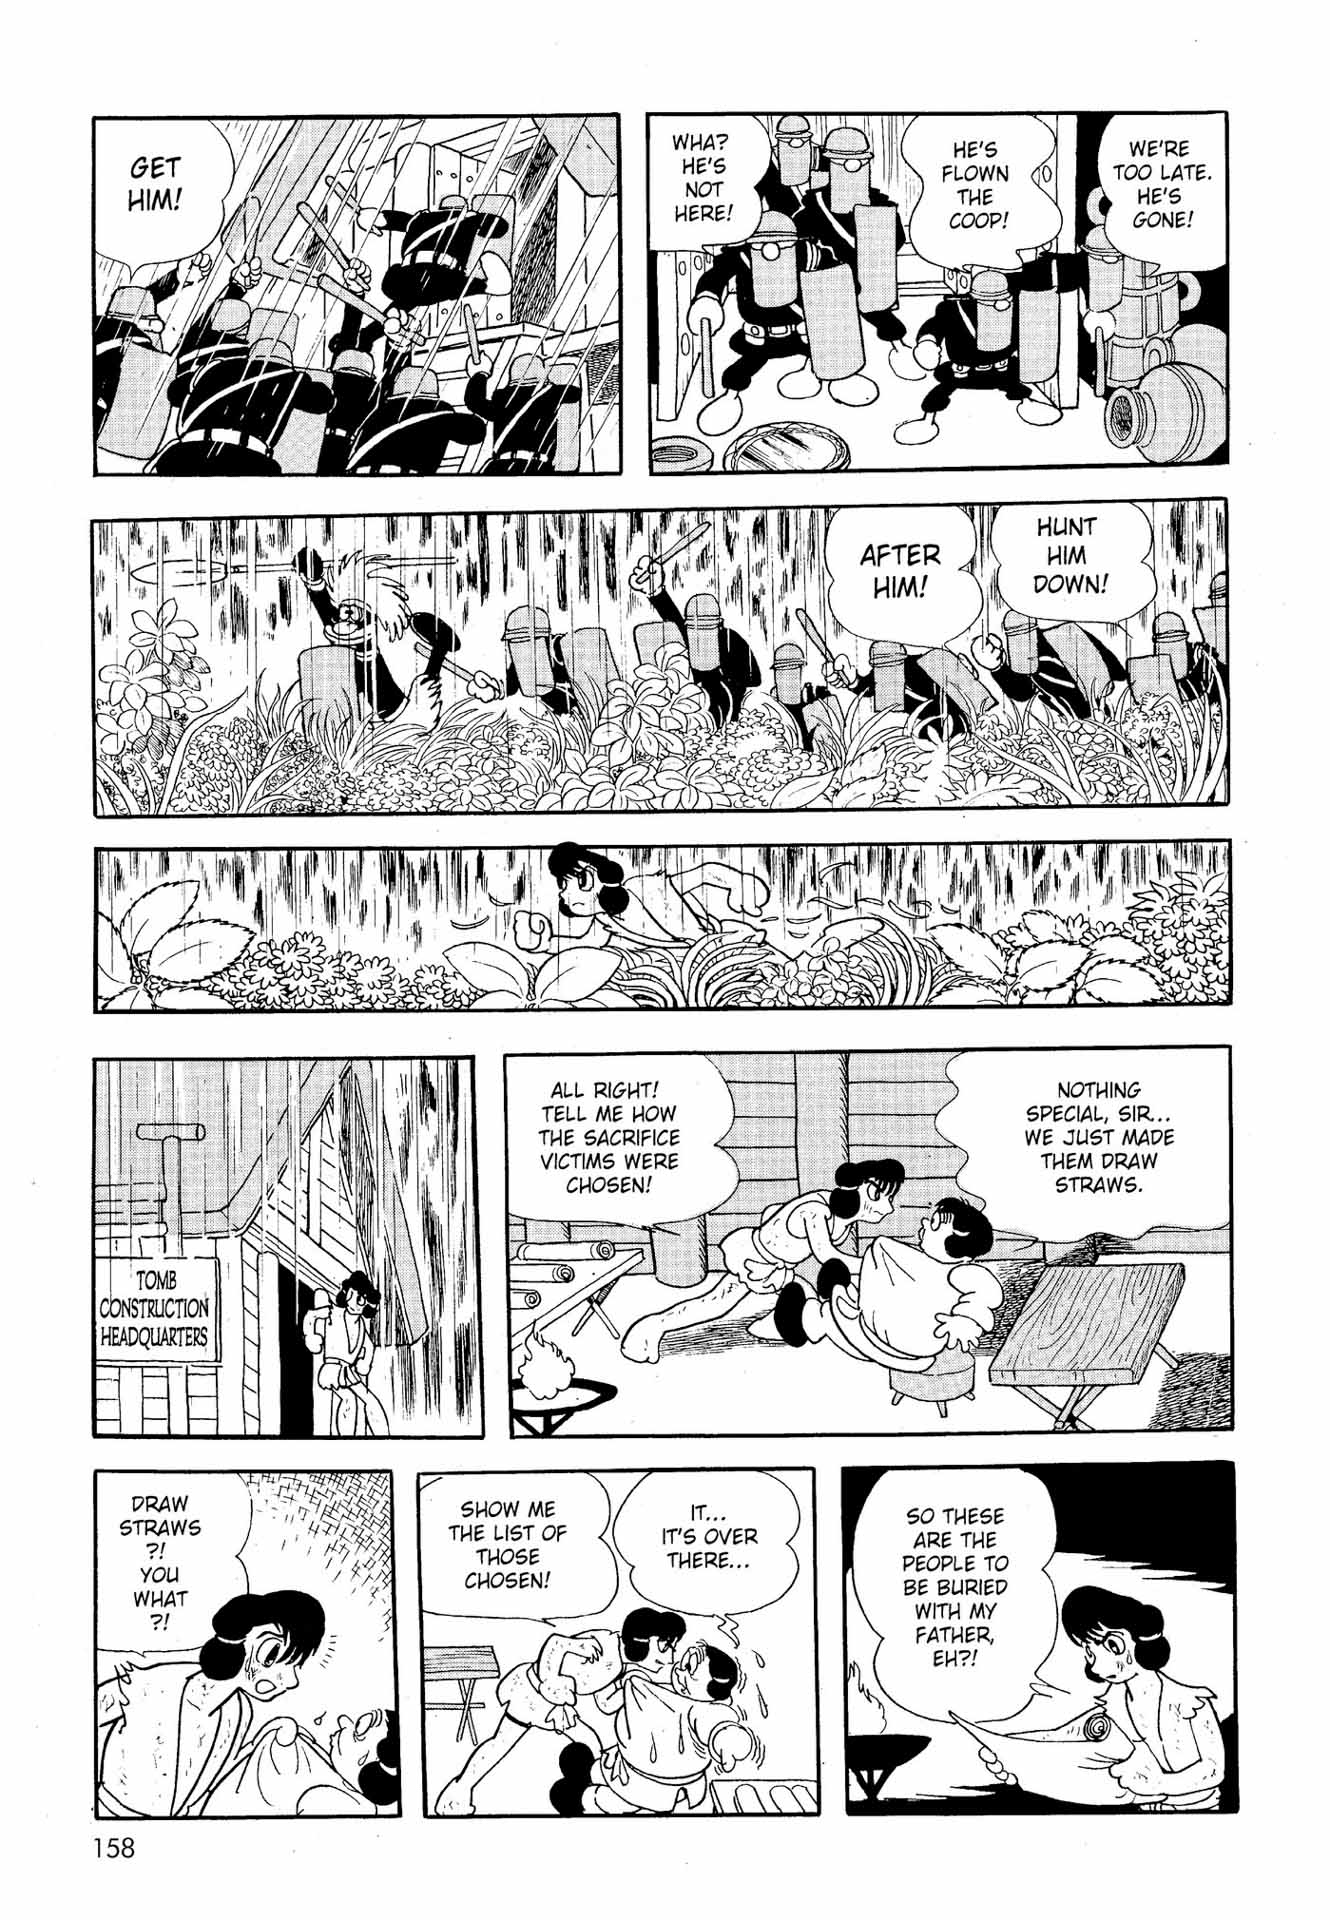 GET
HIM!
WHA?
HE'S
NOT
HERE!
HE'S
FLOWN
THE
COOP!
WE'RE
TOO LATE.
HE'S
GONE!
AFTER
HIM!
HUNT
HIM
DOWN!
TOMB
CONSTRUCTION
HEADQUARTERS
ALL RIGHT!
TELL ME HOW
THE SACRIFICE
VICTIMS WERE
CHOSEN!
NOTHING
SPECIAL, SIR...
WE JUST MADE
THEM DRAW
STRAWS.
DRAW
STRAWS
?!
YOU
WHAT
?!
SHOW ME
THE LIST OF
THOSE
CHOSEN!
IT...
IT'S OVER
THERE...
SO THESE
ARE THE
PEOPLE TO
BE BURIED
WITH MY
FATHER,
EH?!
158